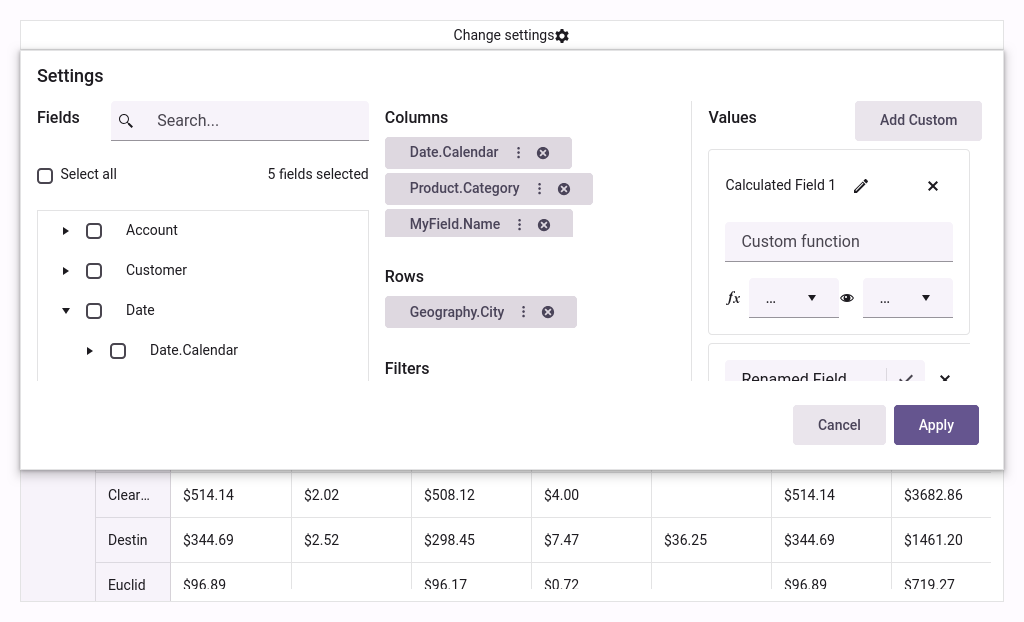 Change settings
Settings
Fields
Search...
Select all
5 fields selected
Account
Customer
Date
Date.Calendar
Columns
Date.Calendar
Product.Category
MyField.Name
Rows
Geography.City
Filters
Values
Add Custom
Calculated Field 1
Custom function
fx ... ...
Renamed Field
Cancel
Apply
Clear... $514.14 $2.02 $508.12 $4.00 $514.14 $3682.86
Destin $344.69 $2.52 $298.45 $7.47 $36.25 $344.69 $1461.20
Euclid $96.89 $96.17 $0.72 $96.89 $719.27